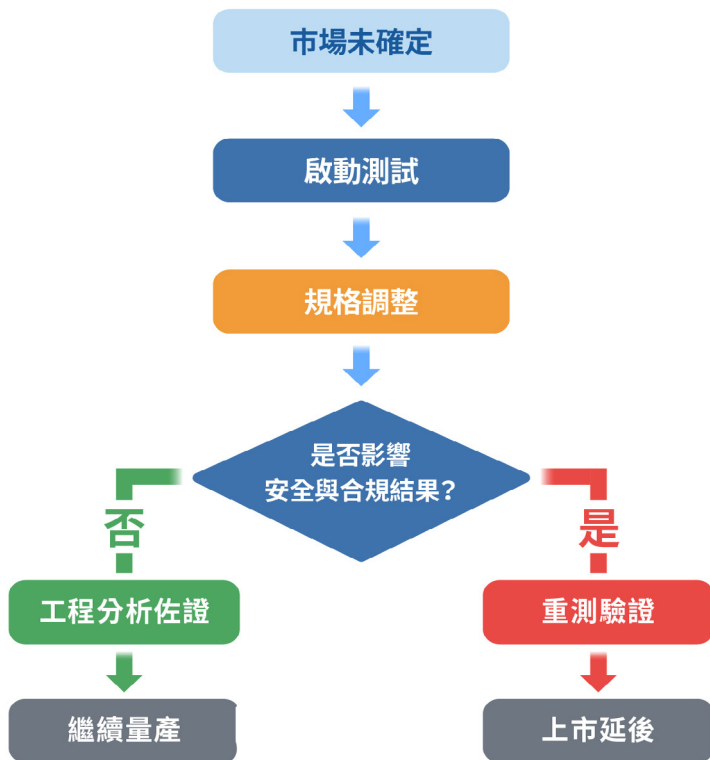 市場未確定
啟動測試
規格調整
是否影響
安全與合規結果？
否
是
工程分析佐證
重測驗證
繼續量產
上市延後